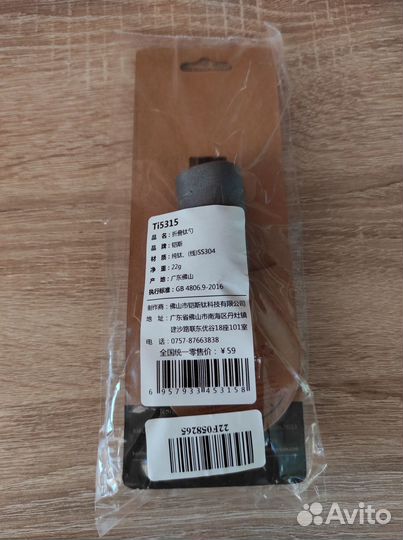 Ti5315
品 名：折叠钛勺
品 牌：铠斯
材 质：纯钛、(线)SS304
净 重：22g
产 地：广东佛山
执行标准：GB 4806.9-2016
制作商：佛山市铠斯钛科技有限公司
地 址：广东省佛山市南海区丹灶镇
建沙路联东优谷18座101室
电 话：0757-87663838
全国统一零售价：￥59
6 957933 453158
22F058265
Avito